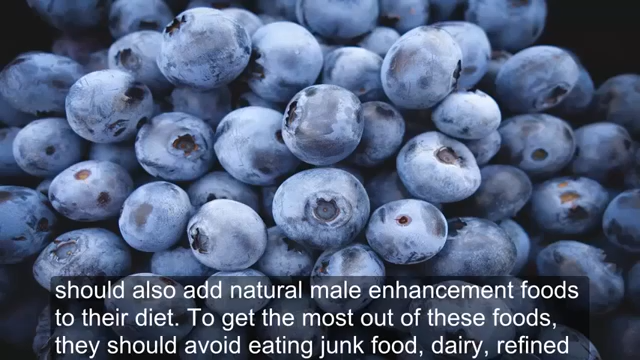 should also add natural male enhancement foods
to their diet. To get the most out of these foods,
they should avoid eating junk food, dairy, refined